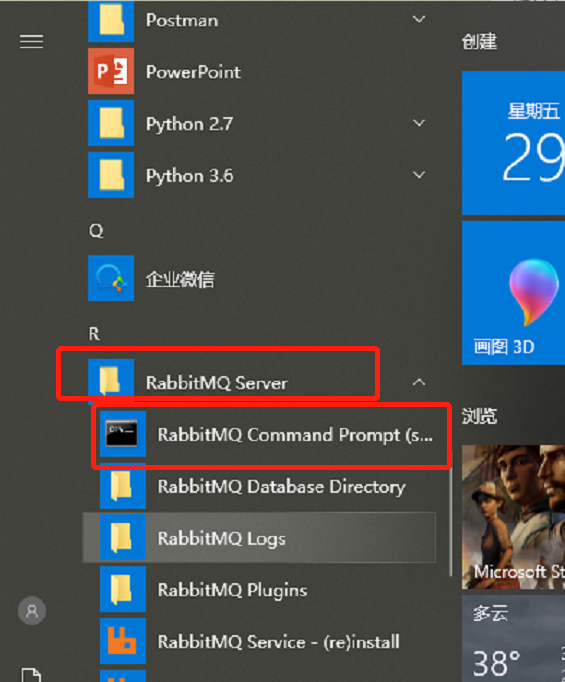 Postman
PowerPoint
Python 2.7
Python 3.6
Q
企业微信
R
RabbitMQ Server
RabbitMQ Command Prompt (s...
RabbitMQ Database Directory
RabbitMQ Logs
RabbitMQ Plugins
RabbitMQ Service - (re)install
创建
星期五
29
画图 3D
浏览
Microsoft St
多云
38°